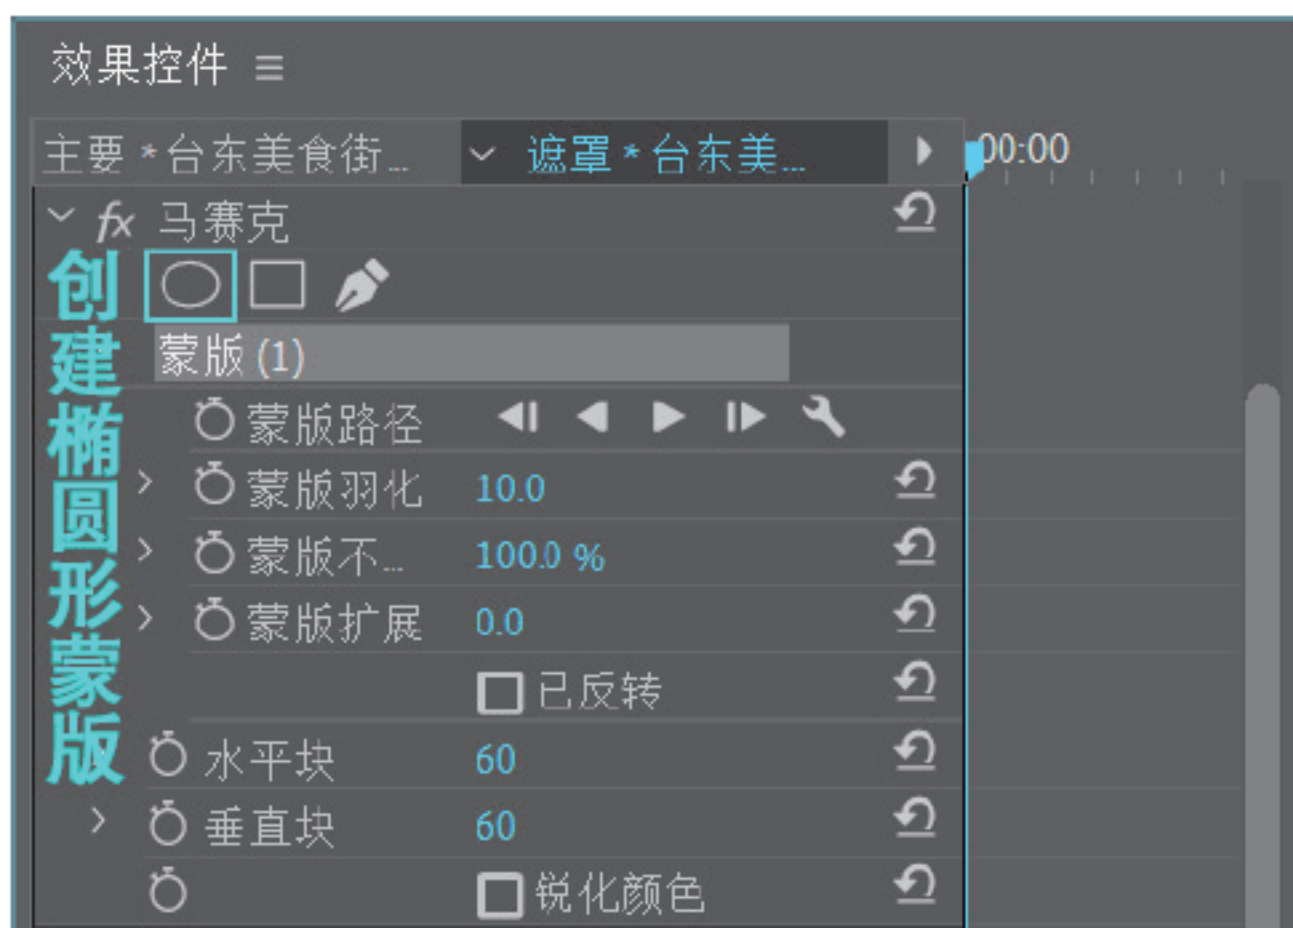 效果控件
主要 * 台东美食街... 遮罩 * 台东美... 00:00
fx 马赛克
创建椭圆形蒙版
蒙版 (1)
蒙版路径
蒙版羽化 10.0
蒙版不... 100.0 %
蒙版扩展 0.0
已反转
水平块 60
垂直块 60
锐化颜色